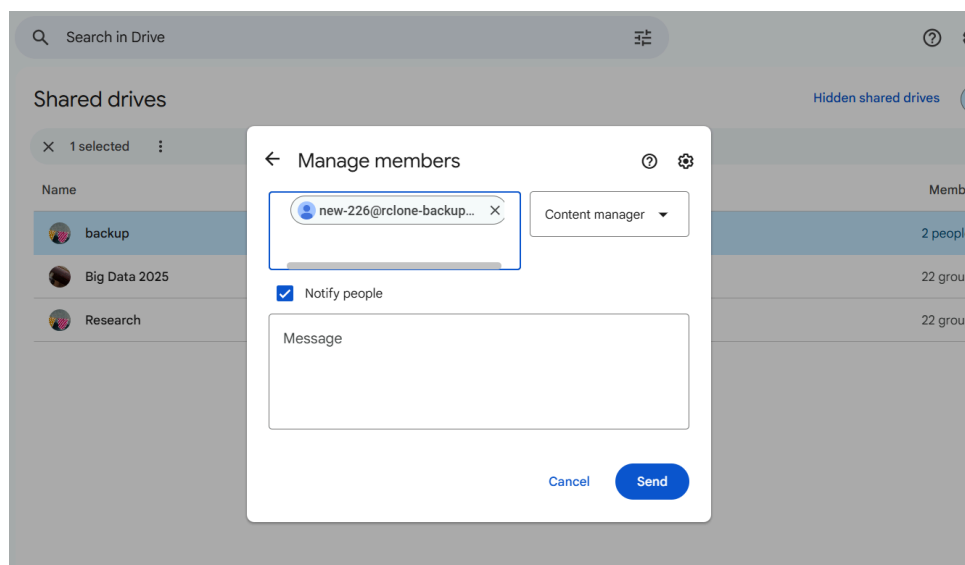 Search in Drive
Shared drives
Hidden shared drives
1 selected
Manage members
Name
Memb
new-226@rclone-backup...
Content manager
backup
2 peopl
Big Data 2025
22 grou
Notify people
Research
22 grou
Message
Cancel
Send